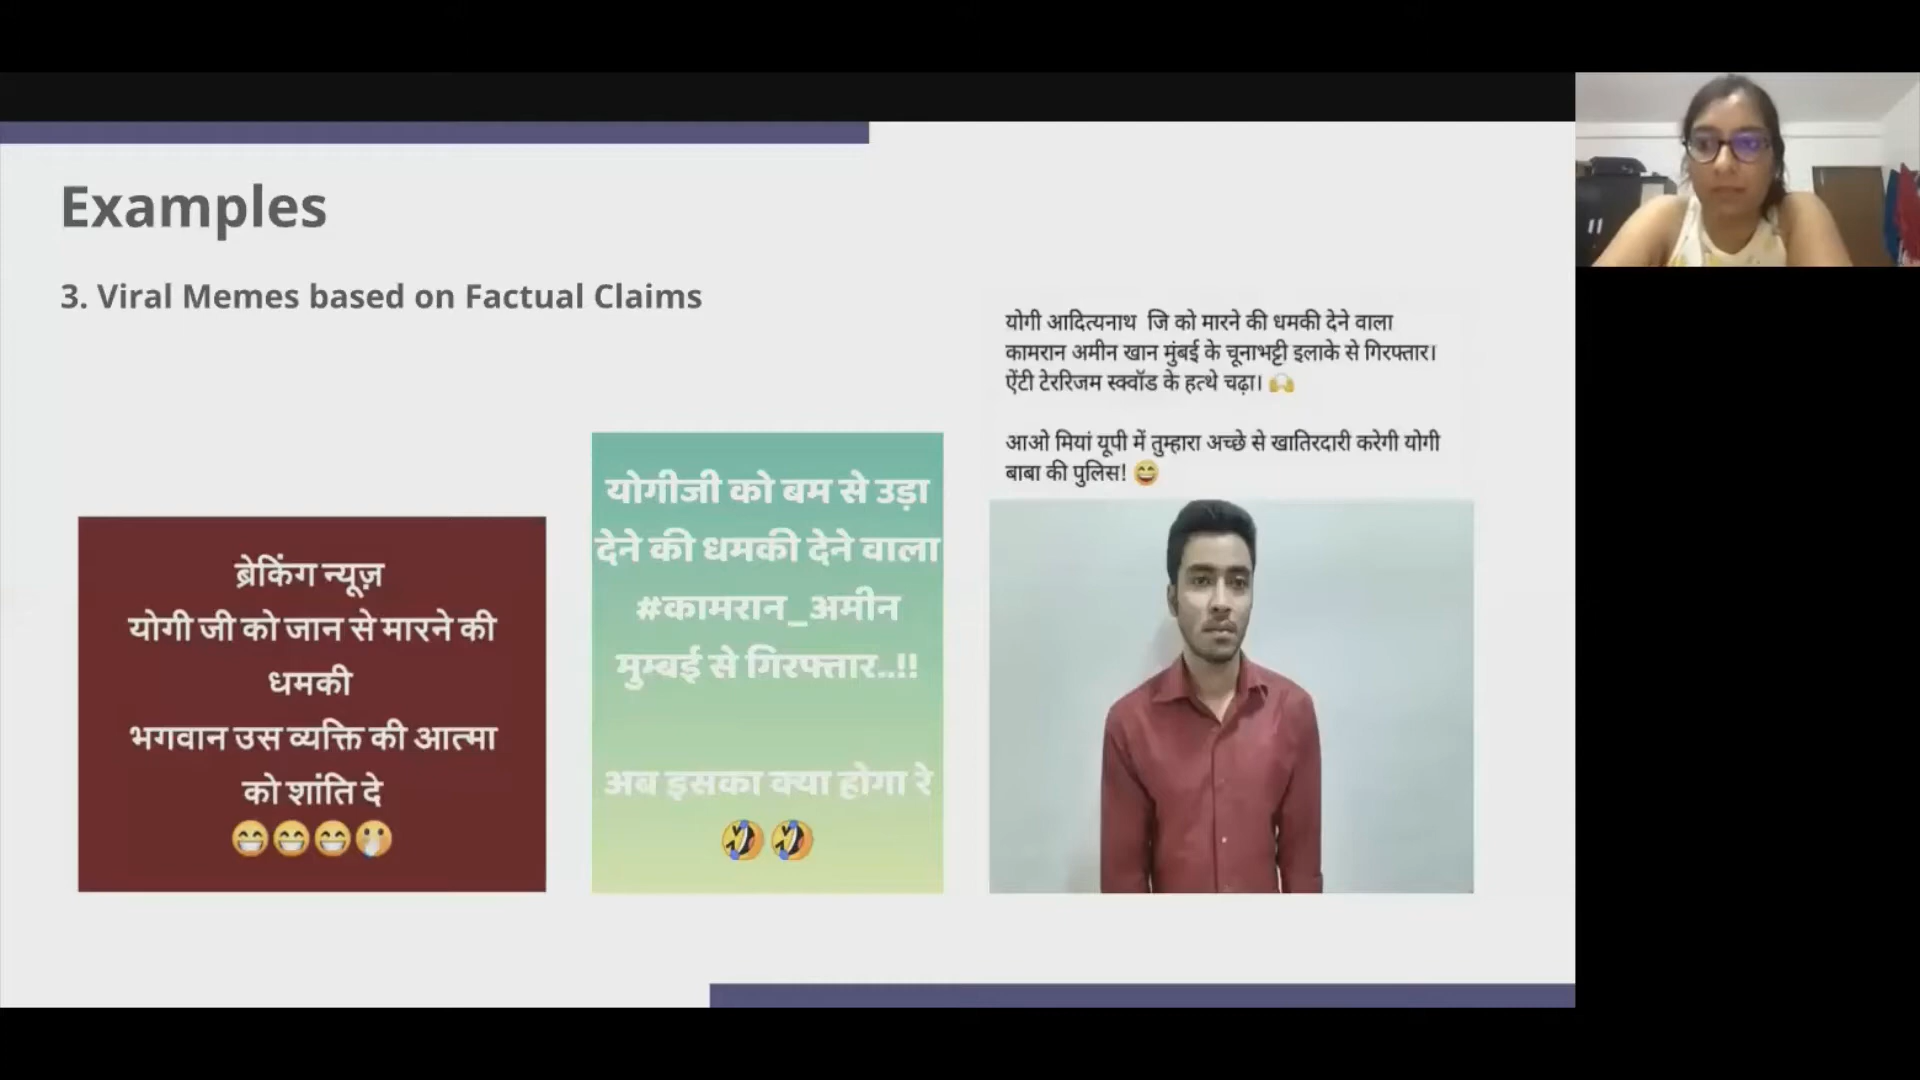 Examples
3. Viral Memes based on Factual Claims
ब्रेकिंग न्यूज़
योगी जी को जान से मारने की
धमकी
भगवान उस व्यक्ति की आत्मा
को शांति दे
😁😁😁🤫
योगीजी को बम से उड़ा
देने की धमकी देने वाला
#कामरान_अमीन
मुम्बई से गिरफ्तार..!!
अब इसका क्या होगा रे
🤣🤣
योगी आदित्यनाथ जि को मारने की धमकी देने वाला
कामरान अमीन खान मुंबई के चूनाभट्टी इलाके से गिरफ्तार।
ऐंटी टेररिजम स्क्वॉड के हत्थे चढ़ा। 🙌
आओ मियां यूपी में तुम्हारा अच्छे से खातिरदारी करेगी योगी
बाबा की पुलिस! 😄